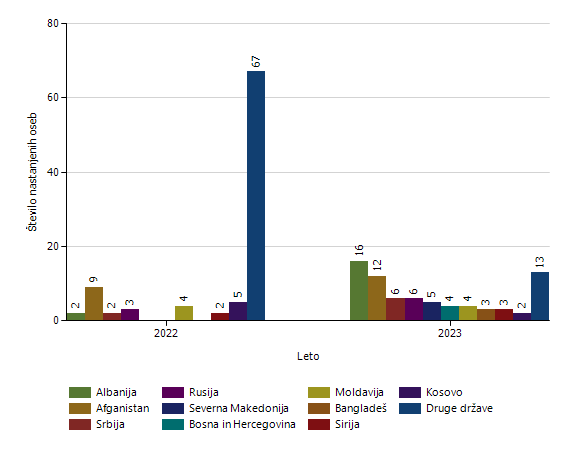 80
60
40
20
0
Število nastanjenih oseb
2
9
2
3
4
2
5
67
16
12
6
6
5
4
4
3
3
2
13
2022
2023
Leto
Albanija
Rusija
Moldavija
Kosovo
Afganistan
Severna Makedonija
Bangladeš
Druge države
Srbija
Bosna in Hercegovina
Sirija